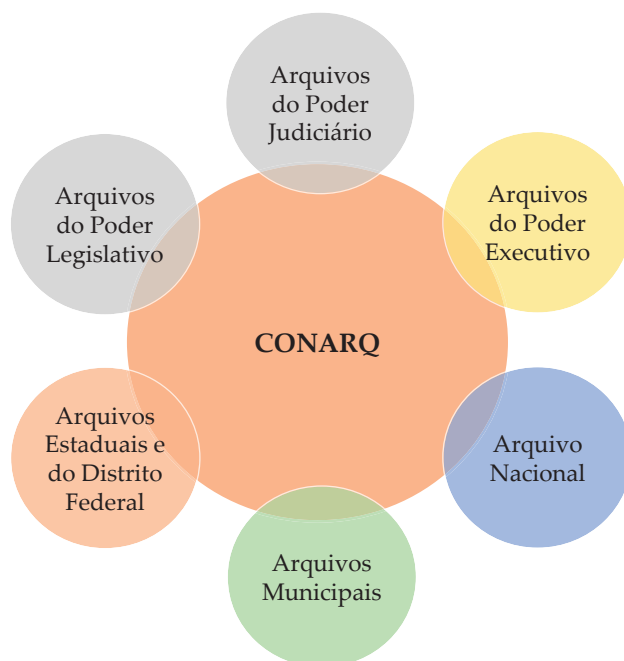 Arquivos
do Poder
Judiciário
Arquivos
do Poder
Legislativo
Arquivos
do Poder
Executivo
CONARQ
Arquivos
Estaduais e
do Distrito
Federal
Arquivo
Nacional
Arquivos
Municipais